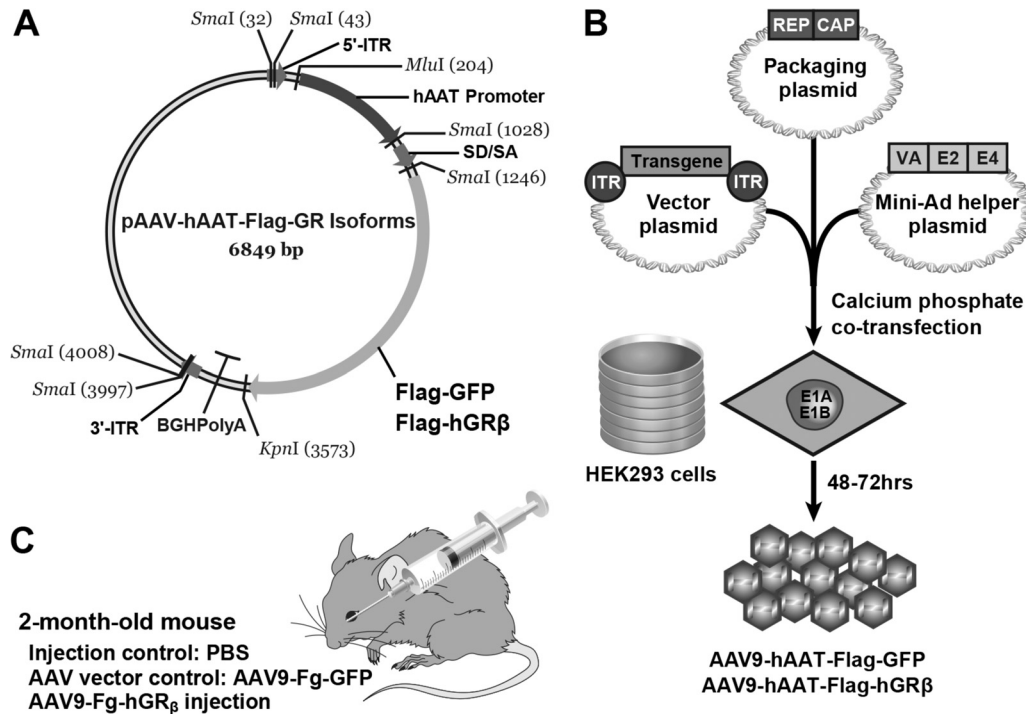 A
SmaI (32)
SmaI (43)
5'-ITR
MluI (204)
hAAT Promoter
SmaI (1028)
SD/SA
SmaI (1246)
pAAV-hAAT-Flag-GR Isoforms
6849 bp
SmaI (4008)
SmaI (3997)
3'-ITR
BGHPolyA
KpnI (3573)
Flag-GFP
Flag-hGRβ
B
REP CAP
Packaging
plasmid
ITR Transgene ITR
Vector
plasmid
VA E2 E4
Mini-Ad helper
plasmid
Calcium phosphate
co-transfection
E1A
E1B
HEK293 cells
48-72hrs
AAV9-hAAT-Flag-GFP
AAV9-hAAT-Flag-hGRβ
C
2-month-old mouse
Injection control: PBS
AAV vector control: AAV9-Fg-GFP
AAV9-Fg-hGRβ injection